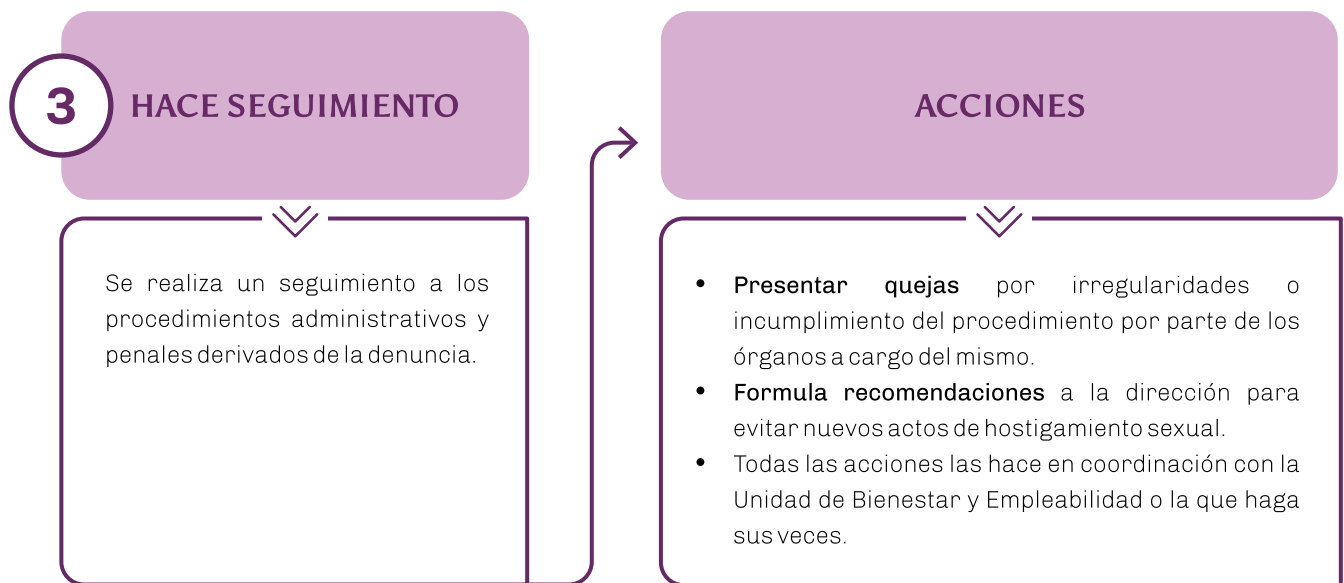 3
HACE SEGUIMIENTO
Se realiza un seguimiento a los
procedimientos administrativos y
penales derivados de la denuncia.
ACCIONES
• Presentar quejas por irregularidades o
incumplimiento del procedimiento por parte de los
órganos a cargo del mismo.
• Formula recomendaciones a la dirección para
evitar nuevos actos de hostigamiento sexual.
• Todas las acciones las hace en coordinación con la
Unidad de Bienestar y Empleabilidad o la que haga
sus veces.